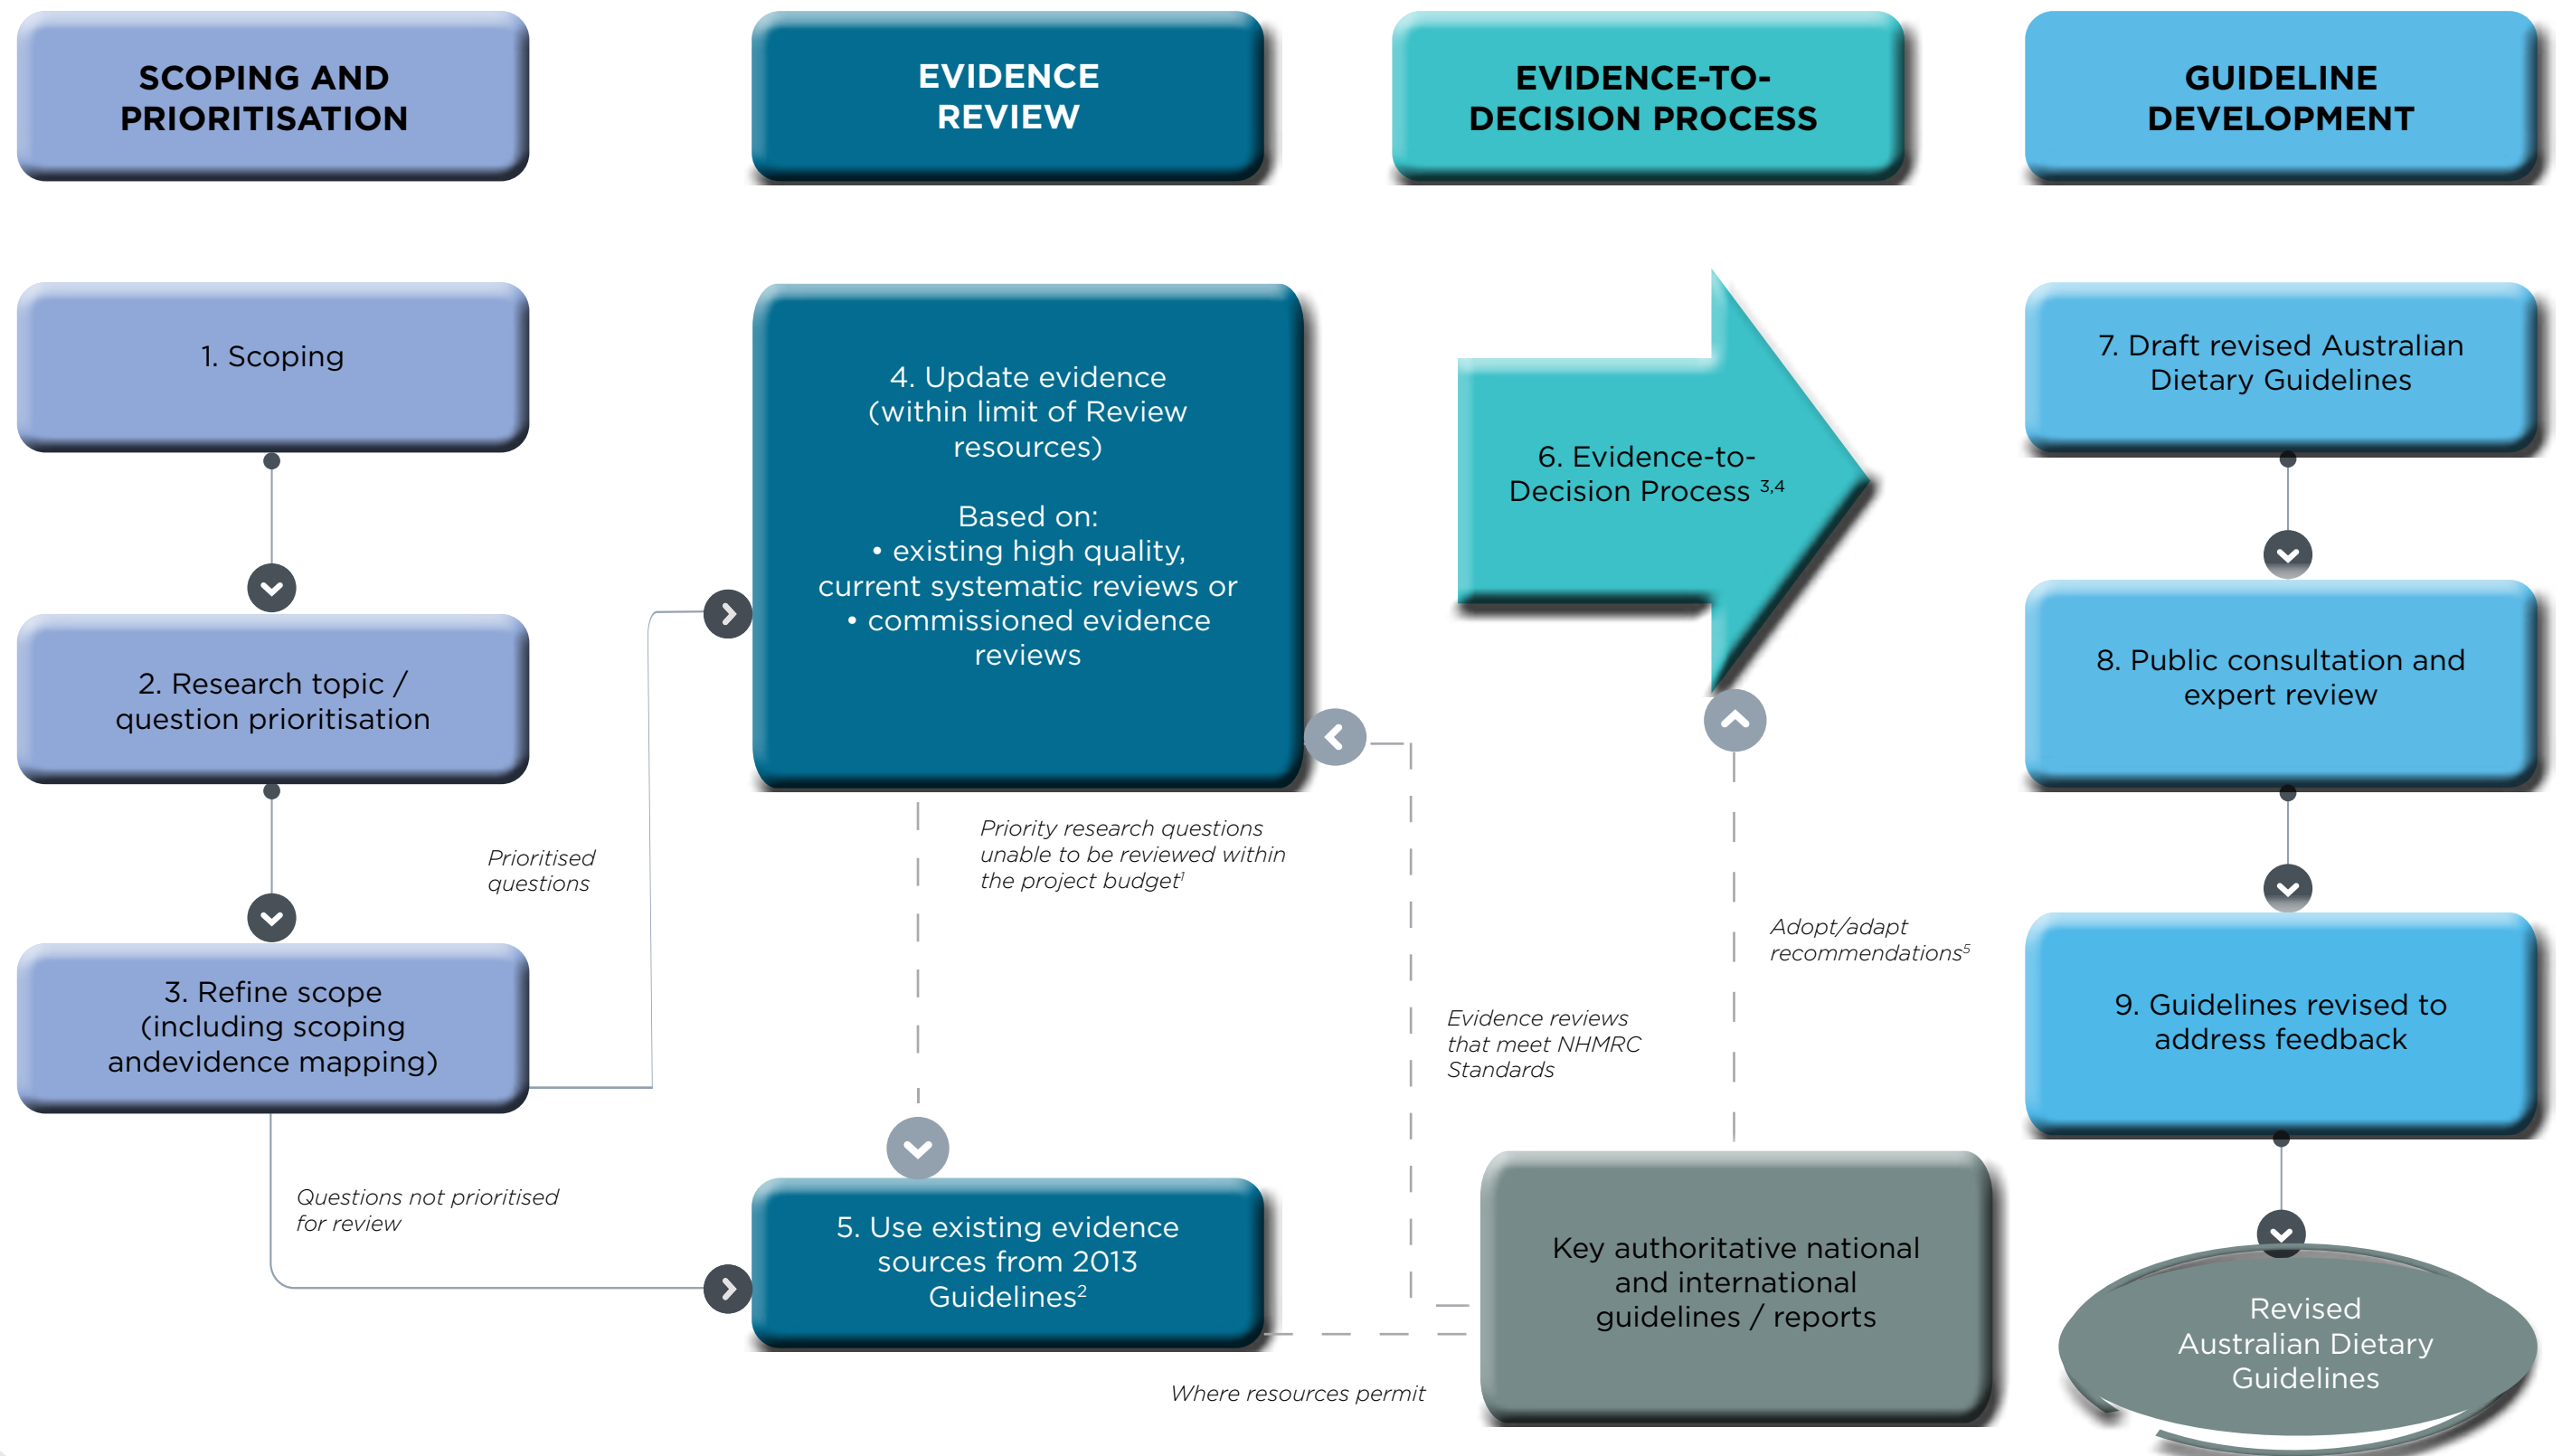 SCOPING AND
PRIORITISATION
EVIDENCE
REVIEW
EVIDENCE-TO-
DECISION PROCESS
GUIDELINE
DEVELOPMENT
1. Scoping
2. Research topic /
question prioritisation
3. Refine scope
(including scoping
andevidence mapping)
Prioritised
questions
Questions not prioritised
for review
4. Update evidence
(within limit of Review
resources)
Based on:
• existing high quality,
current systematic reviews or
• commissioned evidence
reviews
Priority research questions
unable to be reviewed within
the project budget¹
5. Use existing evidence
sources from 2013
Guidelines²
Where resources permit
6. Evidence-to-
Decision Process ³,⁴
Evidence reviews
that meet NHMRC
Standards
Adopt/adapt
recommendations⁵
Key authoritative national
and international
guidelines / reports
7. Draft revised Australian
Dietary Guidelines
8. Public consultation and
expert review
9. Guidelines revised to
address feedback
Revised
Australian Dietary
Guidelines